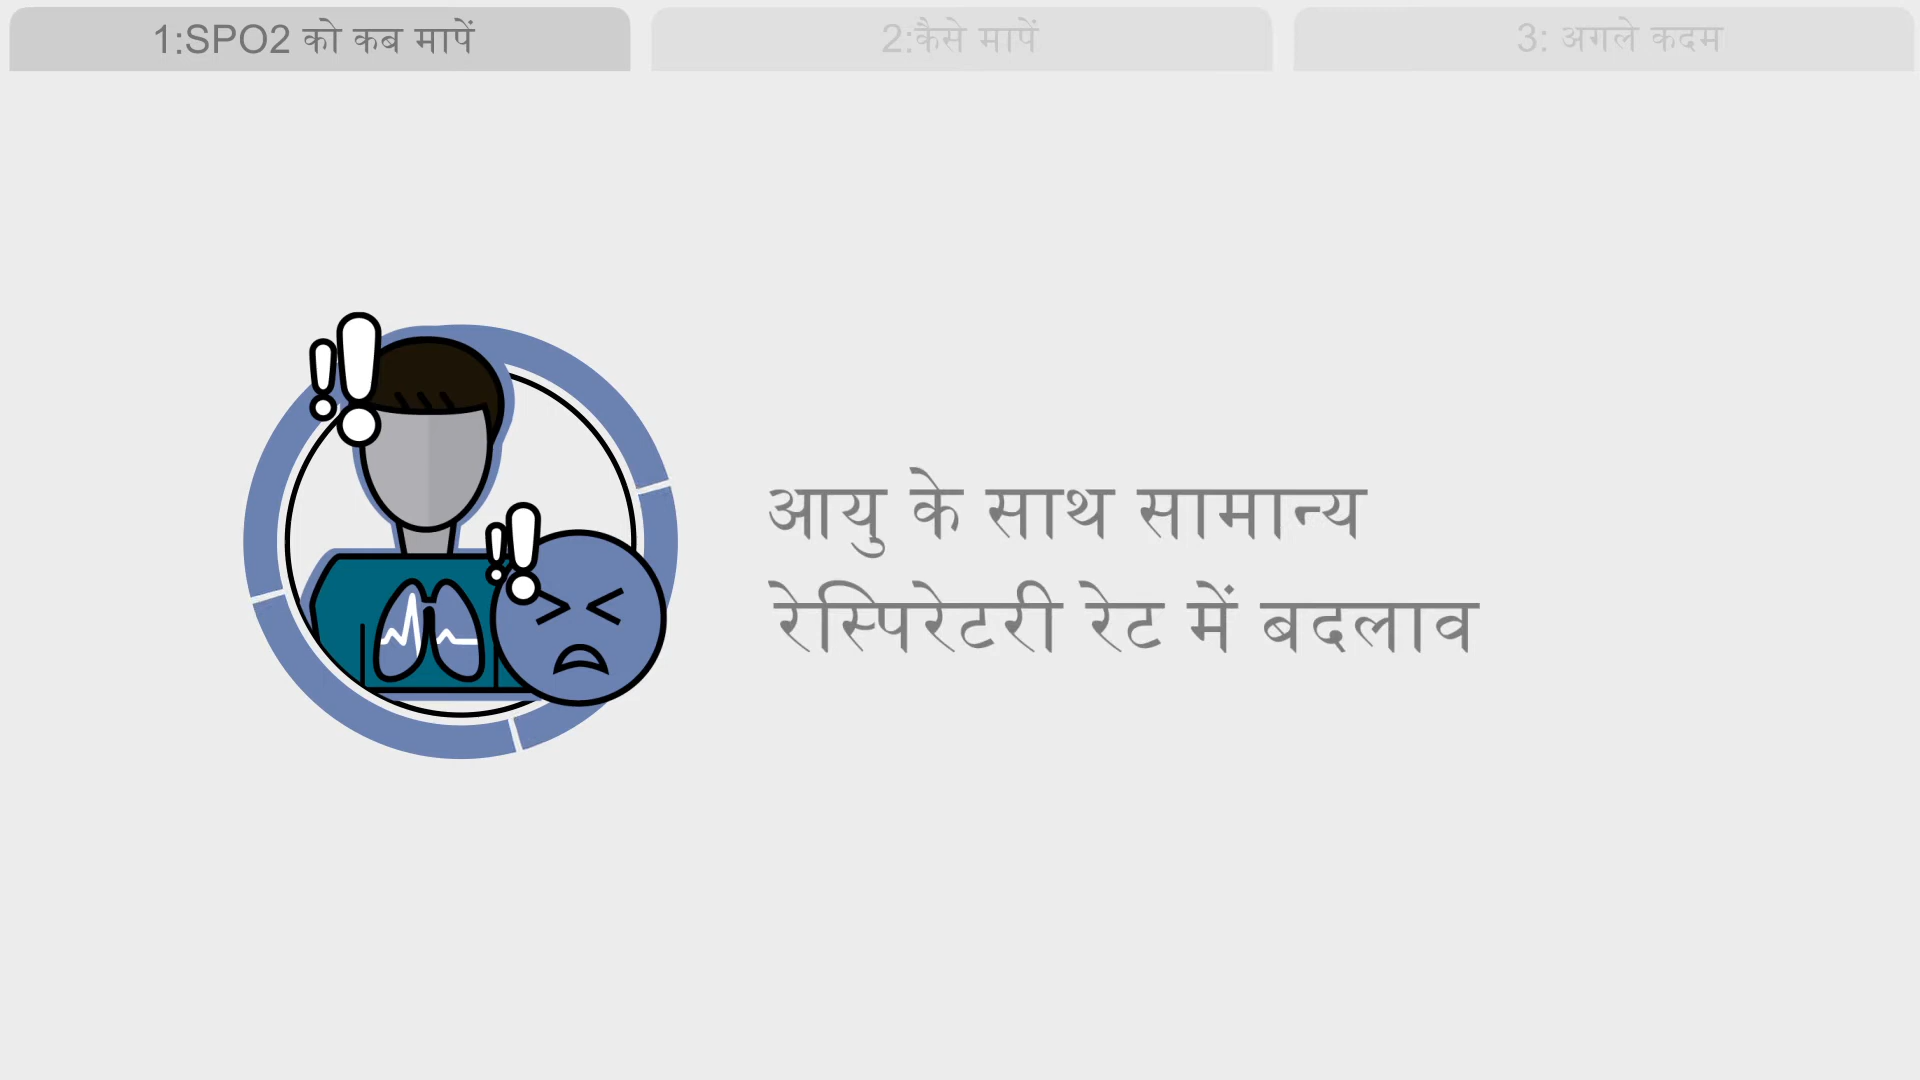 1:SPO2 को कब मापें
2:कैसे मापें
3: अगले कदम
आयु के साथ सामान्य
रेस्पिरेटरी रेट में बदलाव